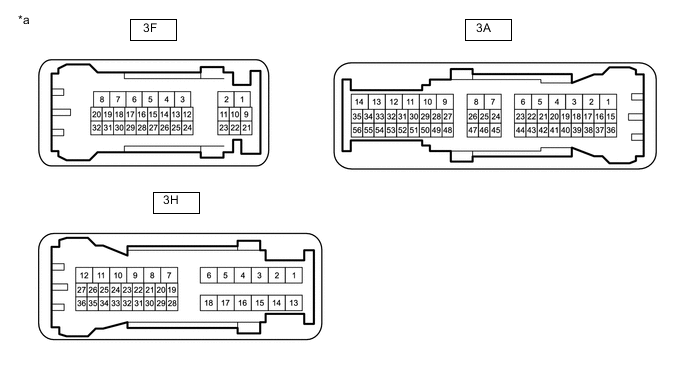 *a
3F
3A
8 7 6 5 4 3 2 1
20 19 18 17 16 15 14 13 12 11 10 9
32 31 30 29 28 27 26 25 24 23 22 21
14 13 12 11 10 9 8 7 6 5 4 3 2 1
35 34 33 32 31 30 29 28 27 26 25 24 23 22 21 20 19 18 17 16 15
56 55 54 53 52 51 50 49 48 47 46 45 44 43 42 41 40 39 38 37 36
3H
12 11 10 9 8 7 6 5 4 3 2 1
27 26 25 24 23 22 21 20 19
36 35 34 33 32 31 30 29 28 18 17 16 15 14 13